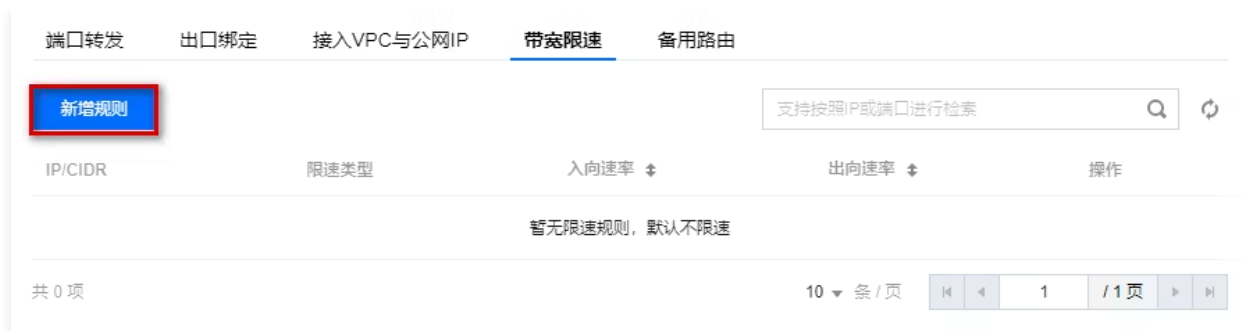 端口转发 出口绑定 接入VPC与公网IP 带宽限速 备用路由
新增规则 支持按照IP或端口进行检索
IP/CIDR 限速类型 入向速率 出向速率 操作
暂无限速规则，默认不限速
共 0 项 10 条 / 页 1 / 1 页